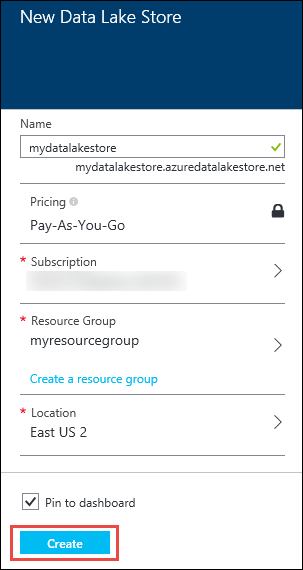 New Data Lake Store
Name
mydatalakestore
mydatalakestore.azuredatalakestore.net
Pricing
Pay-As-You-Go
* Subscription
* Resource Group
myresourcegroup
Create a resource group
* Location
East US 2
Pin to dashboard
Create